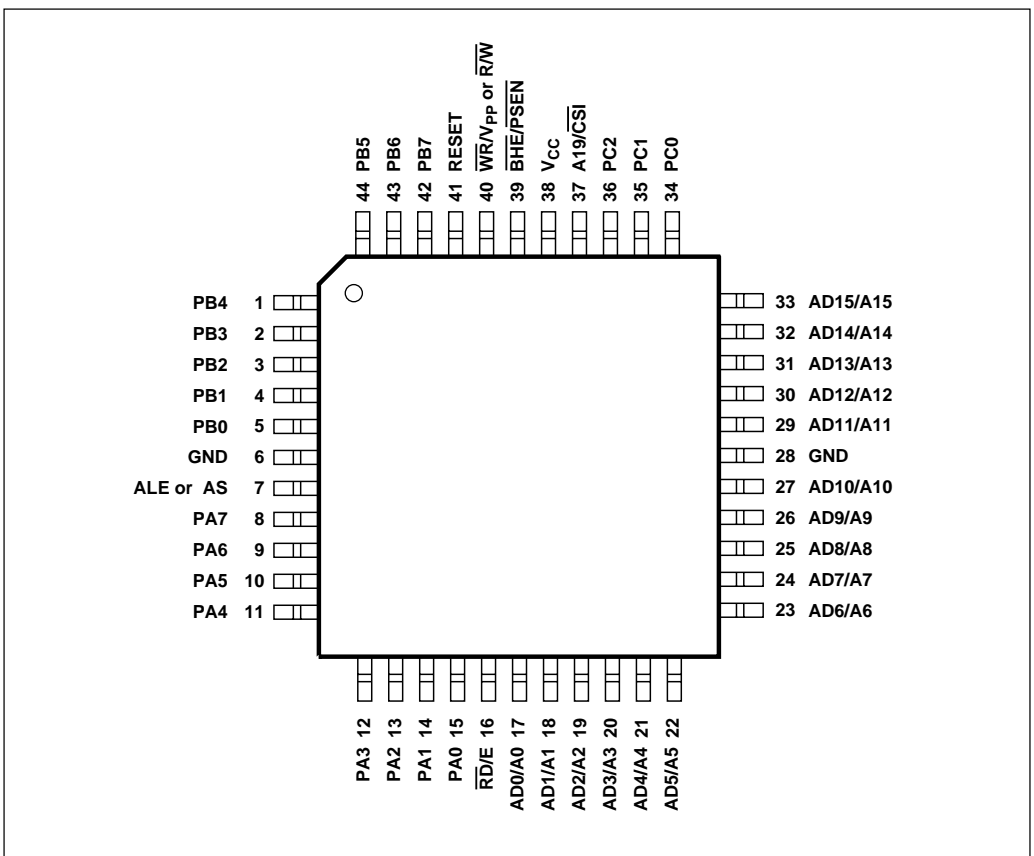 44 PB5
43 PB6
42 PB7
41 RESET
40 W̅R̅/VPP or R̅/̅W̅
39 B̅H̅E̅/P̅S̅E̅N̅
38 VCC
37 A19/C̅S̅I̅
36 PC2
35 PC1
34 PC0
PB4 1
PB3 2
PB2 3
PB1 4
PB0 5
GND 6
ALE or AS 7
PA7 8
PA6 9
PA5 10
PA4 11
33 AD15/A15
32 AD14/A14
31 AD13/A13
30 AD12/A12
29 AD11/A11
28 GND
27 AD10/A10
26 AD9/A9
25 AD8/A8
24 AD7/A7
23 AD6/A6
PA3 12
PA2 13
PA1 14
PA0 15
R̅D̅/E 16
AD0/A0 17
AD1/A1 18
AD2/A2 19
AD3/A3 20
AD4/A4 21
AD5/A5 22